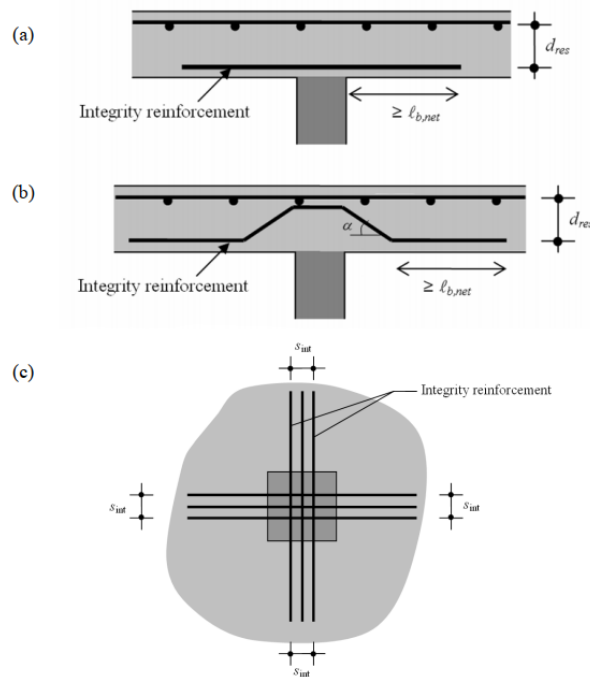 (a)
d_res
Integrity reinforcement
≥ ℓ_b,net
(b)
α
d_res
Integrity reinforcement
≥ ℓ_b,net
(c)
s_int
Integrity reinforcement
s_int
s_int
s_int